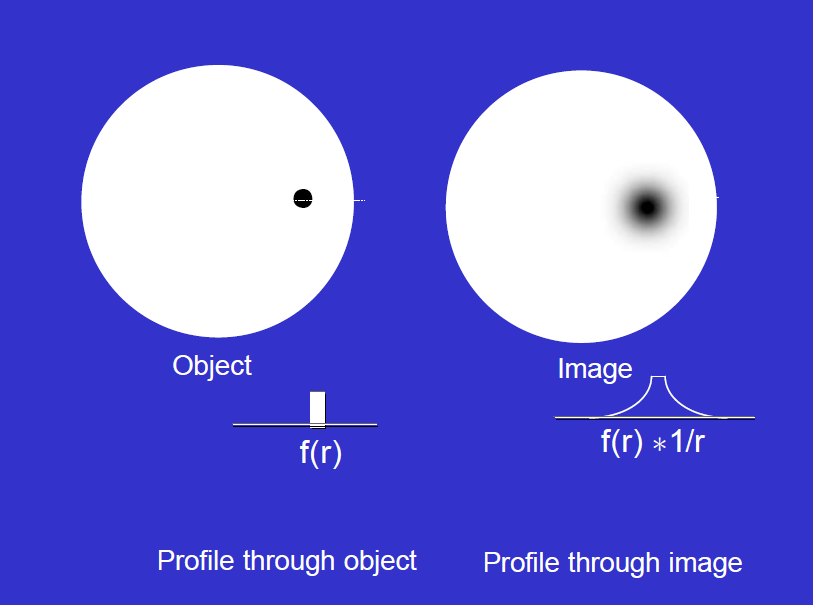 Object
Image
f(r)
f(r) ∗1/r
Profile through object
Profile through image